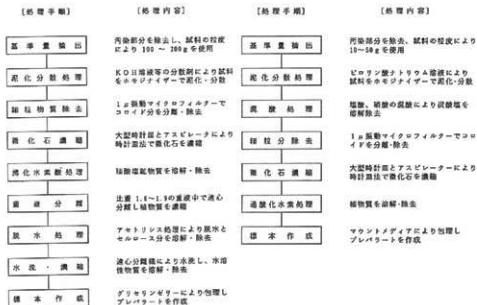 [処理手順]
[処理内容]
基準量摘出
汚染部分を除去し、試料の粒度
により 100 ～ 200g を使用
泥化分散処理
KOH溶液等の分散剤により試料
をホモジナイザーで泥化・分散
細粒物質除去
1μ振動マイクロフィルターで
コロイド分を分離・除去
微化石濃縮
大型時計皿とアスピレータにより
時計皿法で微化石を濃縮
沸化水素酸処理
珪酸塩鉱物質を溶解・除去
重液分離
比重 1.8～1.9の重液中で遠心
分離し植物質を濃縮
脱水処理
アセトリシス処理により脱水と
セルロース分を溶解・除去
水洗・濃縮
遠心分離機により水洗し、水溶
性物質を溶解・除去
標本作成
グリセリンゼリーにより包埋し
プレパラートを作成
[処理手順]
[処理内容]
基準量摘出
汚染部分を除去、試料の粒度により
10～50gを使用
泥化分散処理
ピロリン酸ナトリウム溶液により
試料をホモジナイザーで泥化・分散
混酸処理
塩酸、硝酸の混酸により炭酸塩を
溶解除去
細粒分除去
1μ振動マイクロフィルターでコロ
イドを分離・除去
微化石濃縮
大型時計皿とアスピレーターにより
時計皿法で微化石を濃縮
過酸化水素処理
植物質を溶解・除去
標本作成
マウントメディアにより包埋し
プレパラートを作成